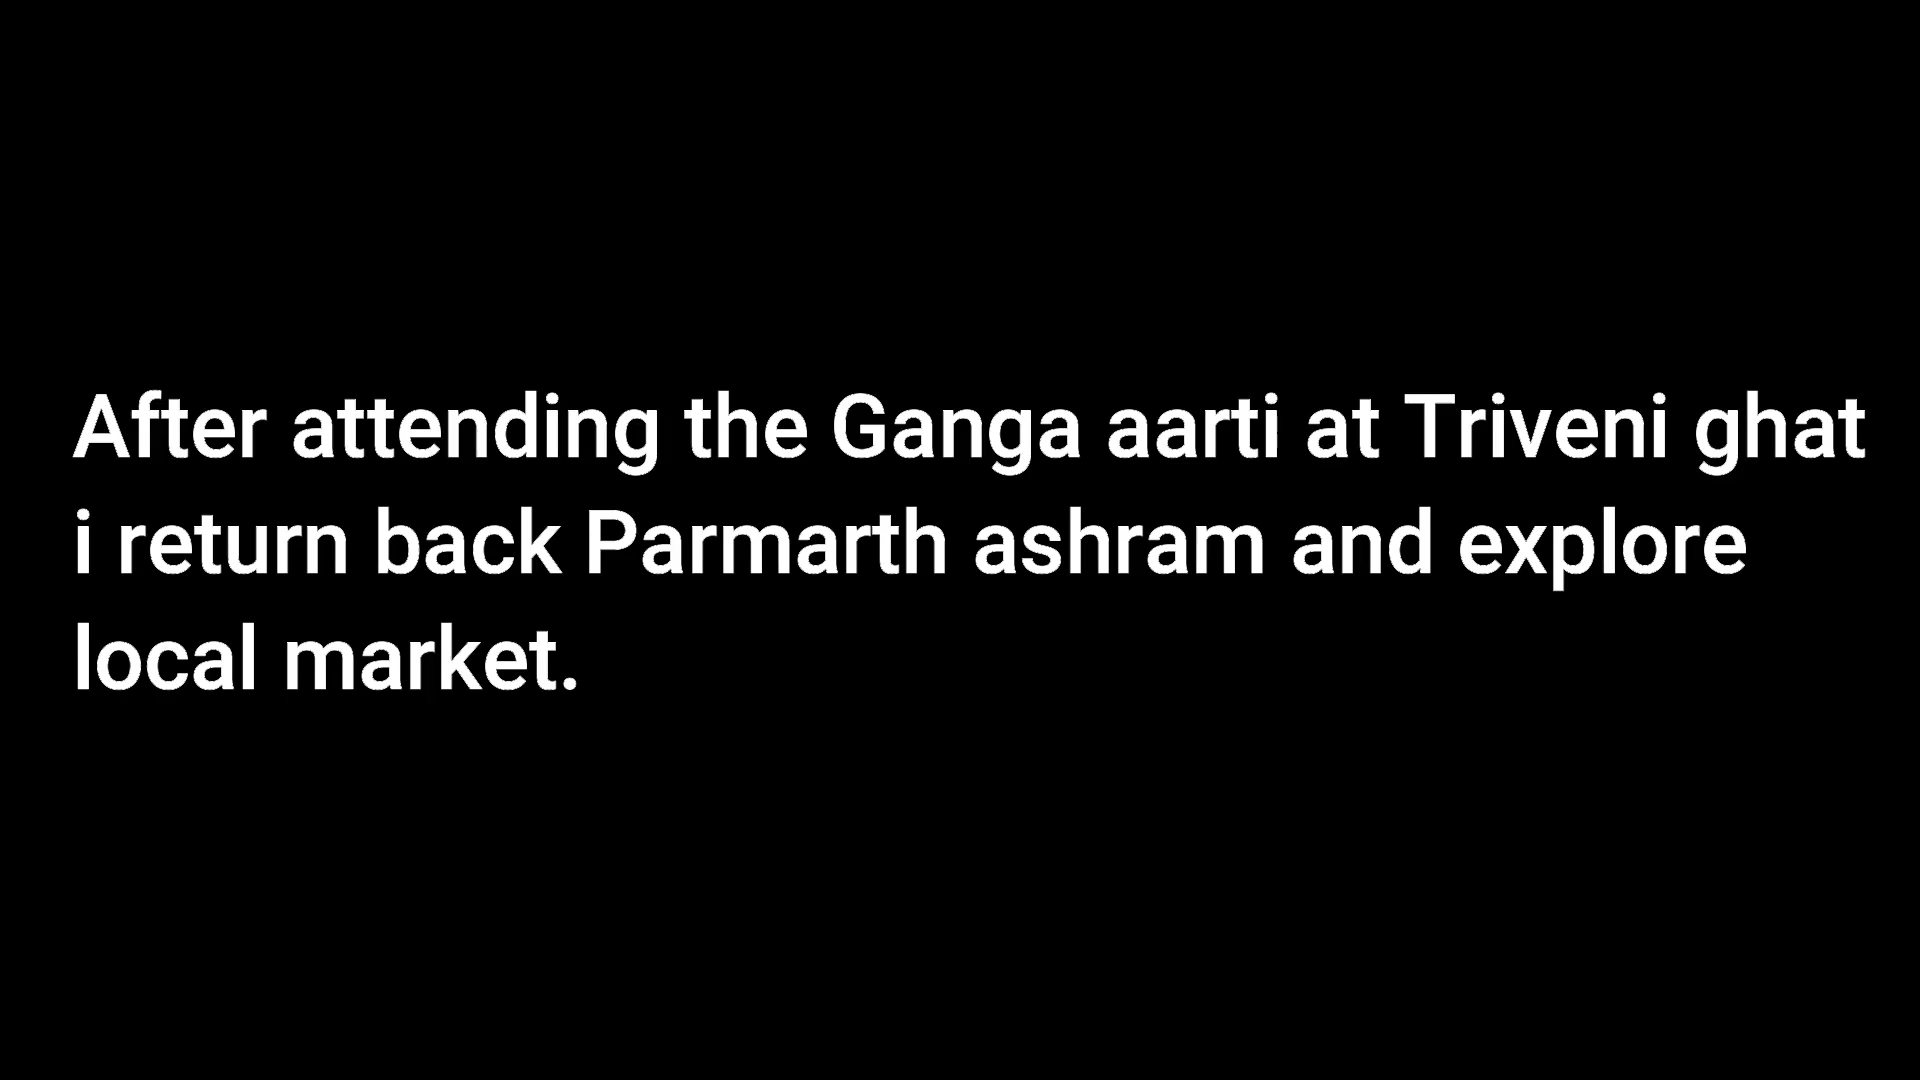 After attending the Ganga aarti at Triveni ghat
i return back Parmarth ashram and explore
local market.